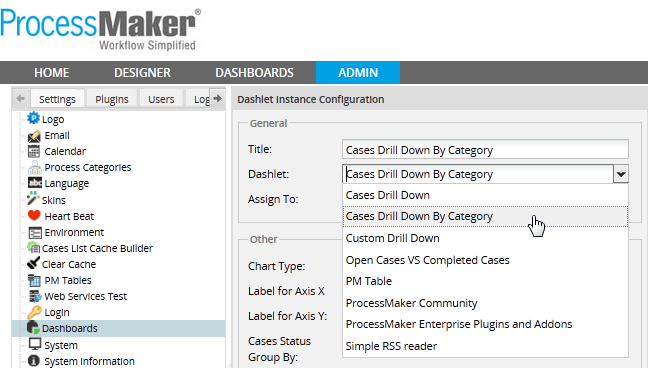 ProcessMaker®
Workflow Simplified
HOME DESIGNER DASHBOARDS ADMIN
Settings Plugins Users Log
Logo
Email
Calendar
Process Categories
abc Language
Skins
Heart Beat
Environment
Cases List Cache Builder
Clear Cache
PM Tables
Web Services Test
Login
Dashboards
System
System Information
Dashlet Instance Configuration
General
Title: Cases Drill Down By Category
Dashlet: Cases Drill Down By Category
Assign To:
Cases Drill Down
Cases Drill Down By Category
Custom Drill Down
Open Cases VS Completed Cases
PM Table
ProcessMaker Community
ProcessMaker Enterprise Plugins and Addons
Simple RSS reader
Other
Chart Type:
Label for Axis X
Label for Axis Y:
Cases Status
Group By: